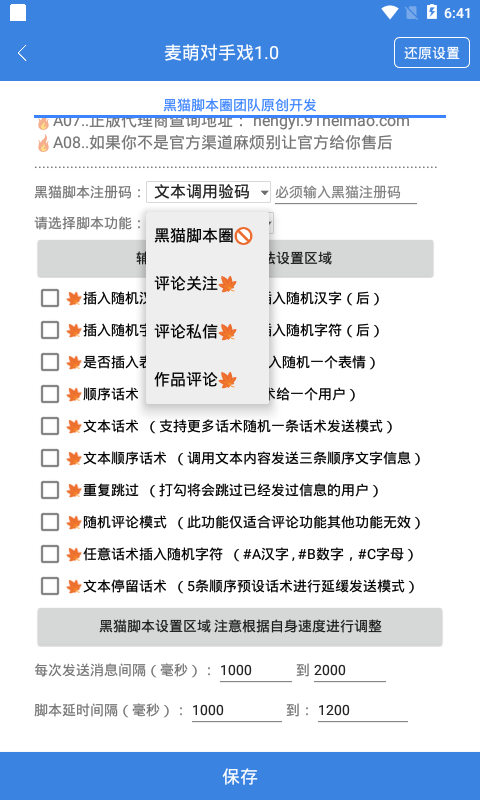 6:41
麦萌对手戏1.0
还原设置
黑猫脚本圈团队原创开发
🔥A07..正版代理商查询地址： hengyi.91heimao.com
🔥A08..如果你不是官方渠道麻烦别让官方给你售后
黑猫脚本注册码： 文本调用验码 必须输入黑猫注册码
请选择脚本功能：
黑猫脚本圈🚫
评论关注🍁
评论私信🍁
作品评论🍁
法设置区域
🍁插入随机汉 插入随机汉字（后）
🍁插入随机字 插入随机字符（后）
🍁是否插入表 入随机一个表情）
🍁顺序话术 术给一个用户）
🍁文本话术 （支持更多话术随机一条话术发送模式）
🍁文本顺序话术 （调用文本内容发送三条顺序文字信息）
🍁重复跳过 （打勾将会跳过已经发过信息的用户）
🍁随机评论模式 （此功能仅适合评论功能其他功能无效）
🍁任意话术插入随机字符 （#A汉字,#B数字，#C字母）
🍁文本停留话术 （5条顺序预设话术进行延缓发送模式）
黑猫脚本设置区域 注意根据自身速度进行调整
每次发送消息间隔（毫秒）： 1000 到 2000
脚本延时间隔（毫秒）： 1000 到： 1200
保存